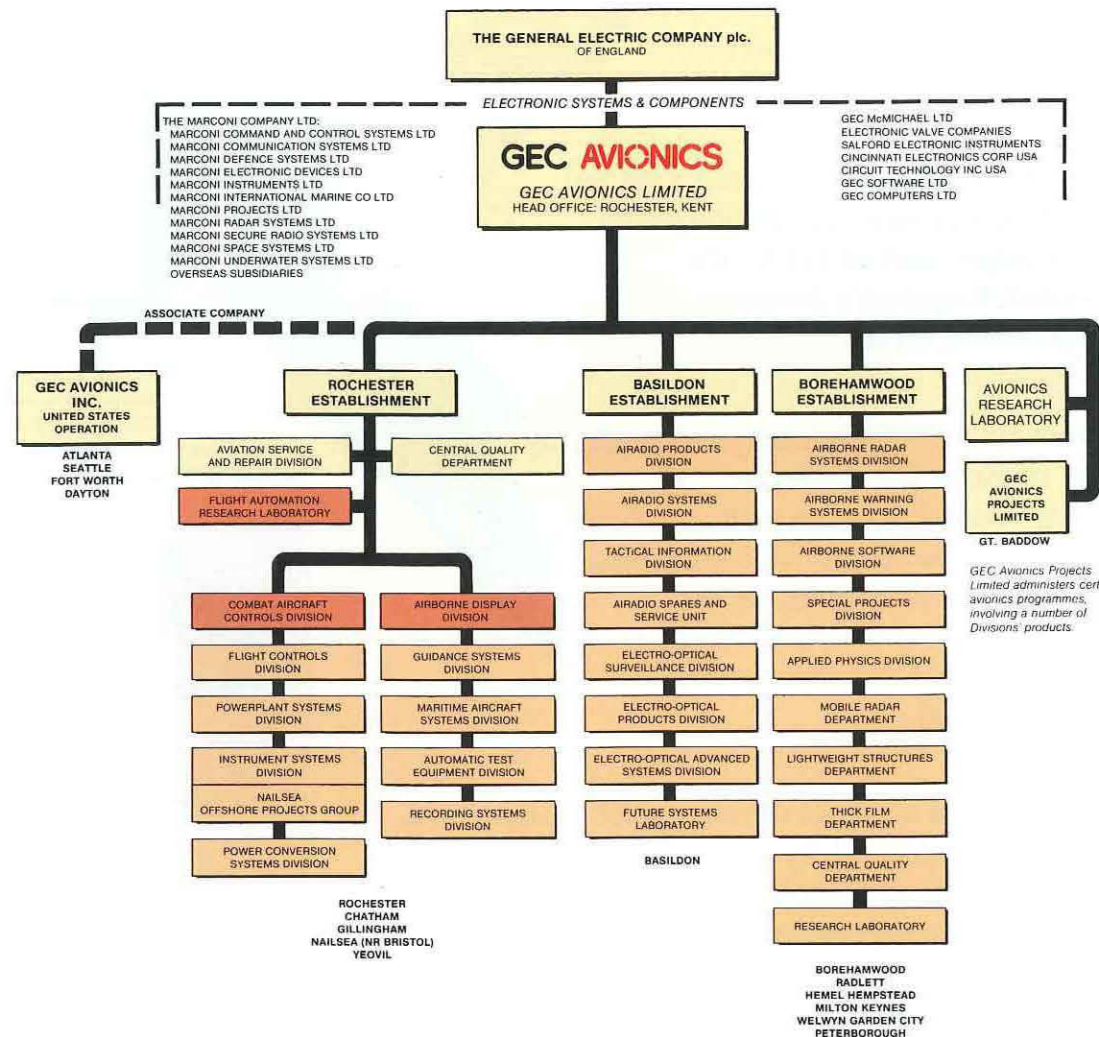 THE GENERAL ELECTRIC COMPANY plc.
OF ENGLAND
ELECTRONIC SYSTEMS & COMPONENTS
THE MARCONI COMPANY LTD:
MARCONI COMMAND AND CONTROL SYSTEMS LTD
MARCONI COMMUNICATION SYSTEMS LTD
MARCONI DEFENCE SYSTEMS LTD
MARCONI ELECTRONIC DEVICES LTD
MARCONI INSTRUMENTS LTD
MARCONI INTERNATIONAL MARINE CO LTD
MARCONI PROJECTS LTD
MARCONI RADAR SYSTEMS LTD
MARCONI SECURE RADIO SYSTEMS LTD
MARCONI SPACE SYSTEMS LTD
MARCONI UNDERWATER SYSTEMS LTD
OVERSEAS SUBSIDIARIES
GEC AVIONICS
GEC AVIONICS LIMITED
HEAD OFFICE: ROCHESTER, KENT
GEC McMICHAEL LTD
ELECTRONIC VALVE COMPANIES
SALFORD ELECTRONIC INSTRUMENTS
CINCINNATI ELECTRONICS CORP USA
CIRCUIT TECHNOLOGY INC USA
GEC SOFTWARE LTD
GEC COMPUTERS LTD
ASSOCIATE COMPANY
GEC AVIONICS
INC.
UNITED STATES
OPERATION
ATLANTA
SEATTLE
FORT WORTH
DAYTON
ROCHESTER
ESTABLISHMENT
AVIATION SERVICE
AND REPAIR DIVISION
CENTRAL QUALITY
DEPARTMENT
FLIGHT AUTOMATION
RESEARCH LABORATORY
COMBAT AIRCRAFT
CONTROLS DIVISION
FLIGHT CONTROLS
DIVISION
POWERPLANT SYSTEMS
DIVISION
INSTRUMENT SYSTEMS
DIVISION
NAILSEA
OFFSHORE PROJECTS GROUP
POWER CONVERSION
SYSTEMS DIVISION
AIRBORNE DISPLAY
DIVISION
GUIDANCE SYSTEMS
DIVISION
MARITIME AIRCRAFT
SYSTEMS DIVISION
AUTOMATIC TEST
EQUIPMENT DIVISION
RECORDING SYSTEMS
DIVISION
ROCHESTER
CHATHAM
GILLINGHAM
NAILSEA (NR BRISTOL)
YEOVIL
BASILDON
ESTABLISHMENT
AIRADIO PRODUCTS
DIVISION
AIRADIO SYSTEMS
DIVISION
TACTICAL INFORMATION
DIVISION
AIRADIO SPARES AND
SERVICE UNIT
ELECTRO-OPTICAL
SURVEILLANCE DIVISION
ELECTRO-OPTICAL
PRODUCTS DIVISION
ELECTRO-OPTICAL ADVANCED
SYSTEMS DIVISION
FUTURE SYSTEMS
LABORATORY
BASILDON
BOREHAMWOOD
ESTABLISHMENT
AIRBORNE RADAR
SYSTEMS DIVISION
AIRBORNE WARNING
SYSTEMS DIVISION
AIRBORNE SOFTWARE
DIVISION
SPECIAL PROJECTS
DIVISION
APPLIED PHYSICS DIVISION
MOBILE RADAR
DEPARTMENT
LIGHTWEIGHT STRUCTURES
DEPARTMENT
THICK FILM
DEPARTMENT
CENTRAL QUALITY
DEPARTMENT
RESEARCH LABORATORY
BOREHAMWOOD
RADLETT
HEMEL HEMPSTEAD
MILTON KEYNES
WELWYN GARDEN CITY
PETERBOROUGH
AVIONICS
RESEARCH
LABORATORY
GEC
AVIONICS
PROJECTS
LIMITED
GT. BADDOW
GEC Avionics Projects
Limited administers cert
avionics programmes,
involving a number of
Divisions' products.